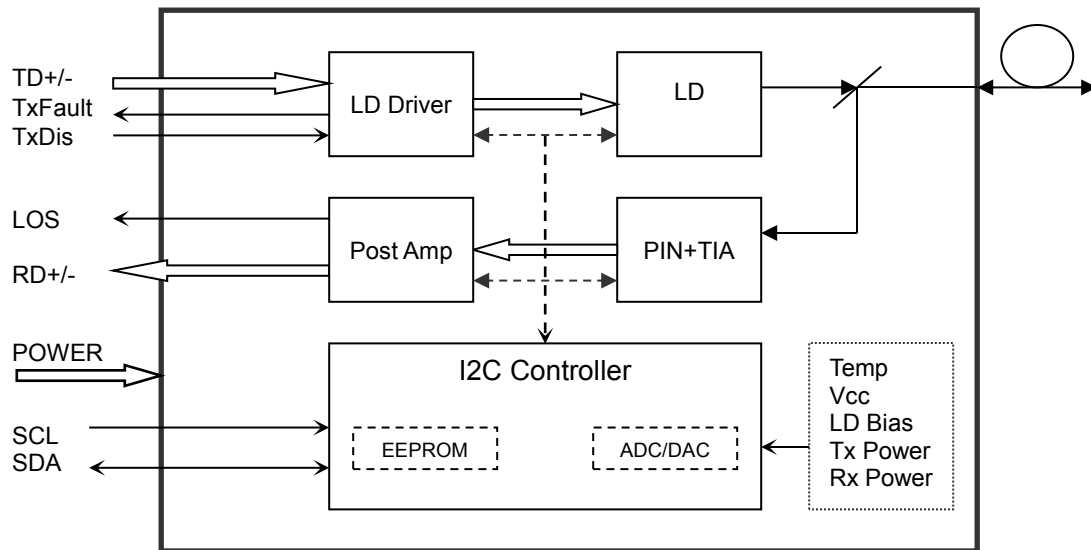 TD+/-
TxFault
TxDis
LD Driver
LD
LOS
RD+/-
Post Amp
PIN+TIA
POWER
SCL
SDA
I2C Controller
EEPROM
ADC/DAC
Temp
Vcc
LD Bias
Tx Power
Rx Power